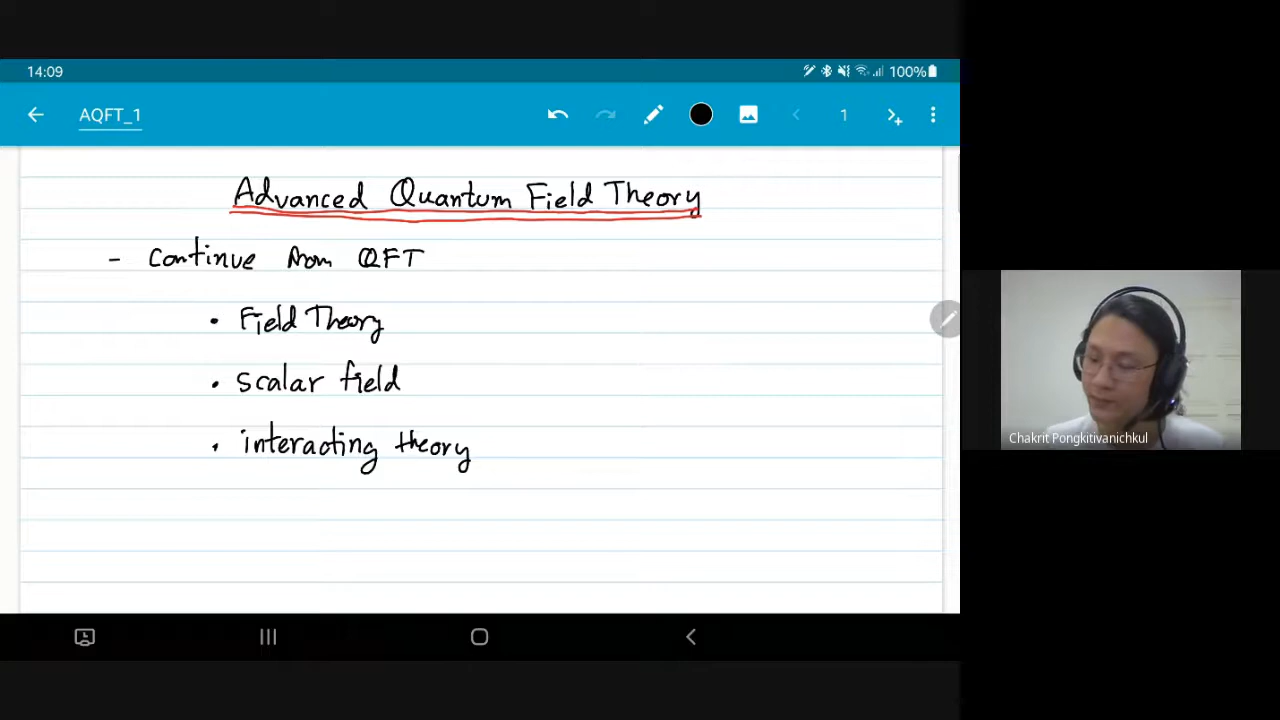 14:09
100%
AQFT_1
1
Advanced Quantum Field Theory
- Continue from QFT
• Field Theory
• scalar field
• interacting theory
Chakrit Pongkitivanichkul